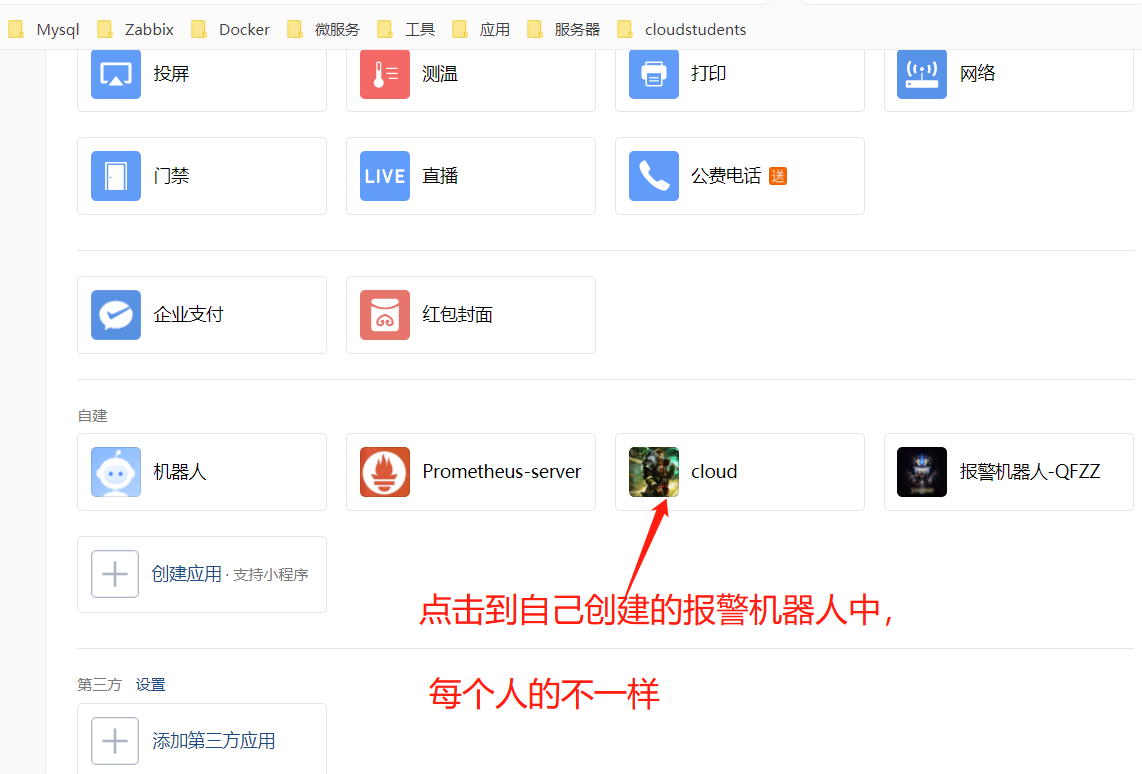 Mysql Zabbix Docker 微服务 工具 应用 服务器 cloudstudents
投屏 测温 打印 网络
门禁 LIVE 直播 公费电话 送
企业支付 红包封面
自建
机器人 Prometheus-server cloud 报警机器人-QFZZ
创建应用 · 支持小程序
点击到自己创建的报警机器人中，
第三方 设置
每个人的不一样
添加第三方应用